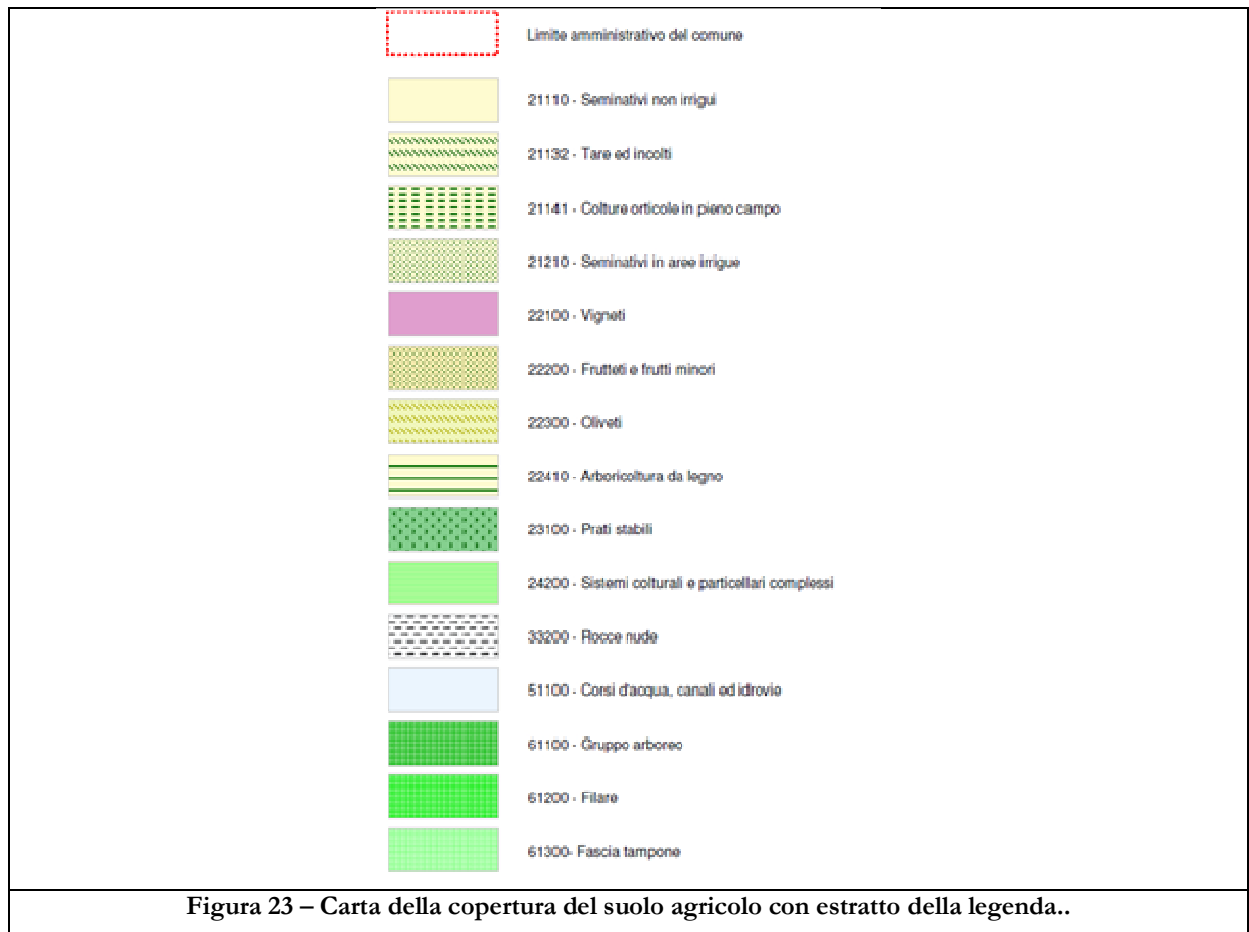 Limite amministrativo del comune
21110 - Seminativi non irrigui
21132 - Tare ed incolti
21141 - Colture orticole in pieno campo
21210 - Seminativi in aree irrigue
22100 - Vigneti
22200 - Frutteti e frutti minori
22300 - Oliveti
22410 - Arboricoltura da legno
23100 - Prati stabili
24200 - Sistemi colturali e particellari complessi
33200 - Rocce nude
51100 - Corsi d'acqua, canali ed idrovie
61100 - Gruppo arboreo
61200 - Filare
61300- Fascia tampone
Figura 23 – Carta della copertura del suolo agricolo con estratto della legenda..